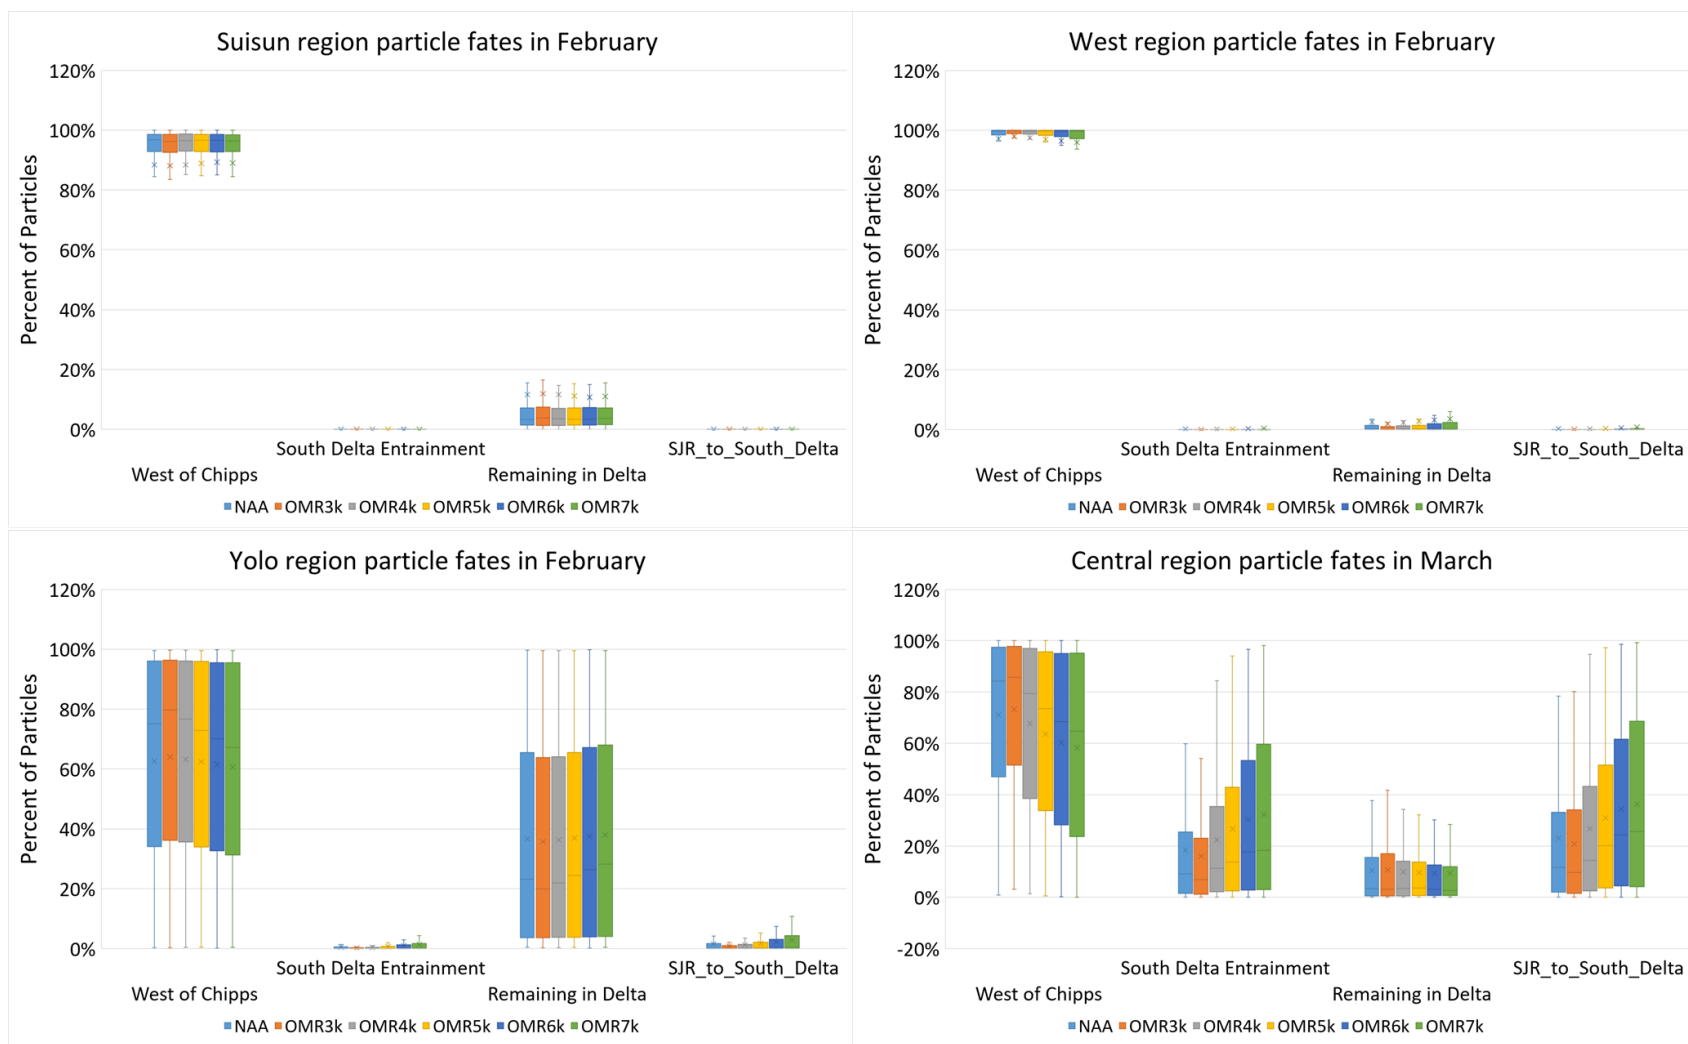 Suisun region particle fates in February
120%
100%
80%
60%
40%
20%
0%
Percent of Particles
South Delta Entrainment
SJR_to_South_Delta
West of Chipps
Remaining in Delta
NAA OMR3k OMR4k OMR5k OMR6k OMR7k
West region particle fates in February
120%
100%
80%
60%
40%
20%
0%
Percent of Particles
South Delta Entrainment
SJR_to_South_Delta
West of Chipps
Remaining in Delta
NAA OMR3k OMR4k OMR5k OMR6k OMR7k
Yolo region particle fates in February
120%
100%
80%
60%
40%
20%
0%
Percent of Particles
South Delta Entrainment
SJR_to_South_Delta
West of Chipps
Remaining in Delta
NAA OMR3k OMR4k OMR5k OMR6k OMR7k
Central region particle fates in March
120%
100%
80%
60%
40%
20%
0%
-20%
Percent of Particles
South Delta Entrainment
SJR_to_South_Delta
West of Chipps
Remaining in Delta
NAA OMR3k OMR4k OMR5k OMR6k OMR7k